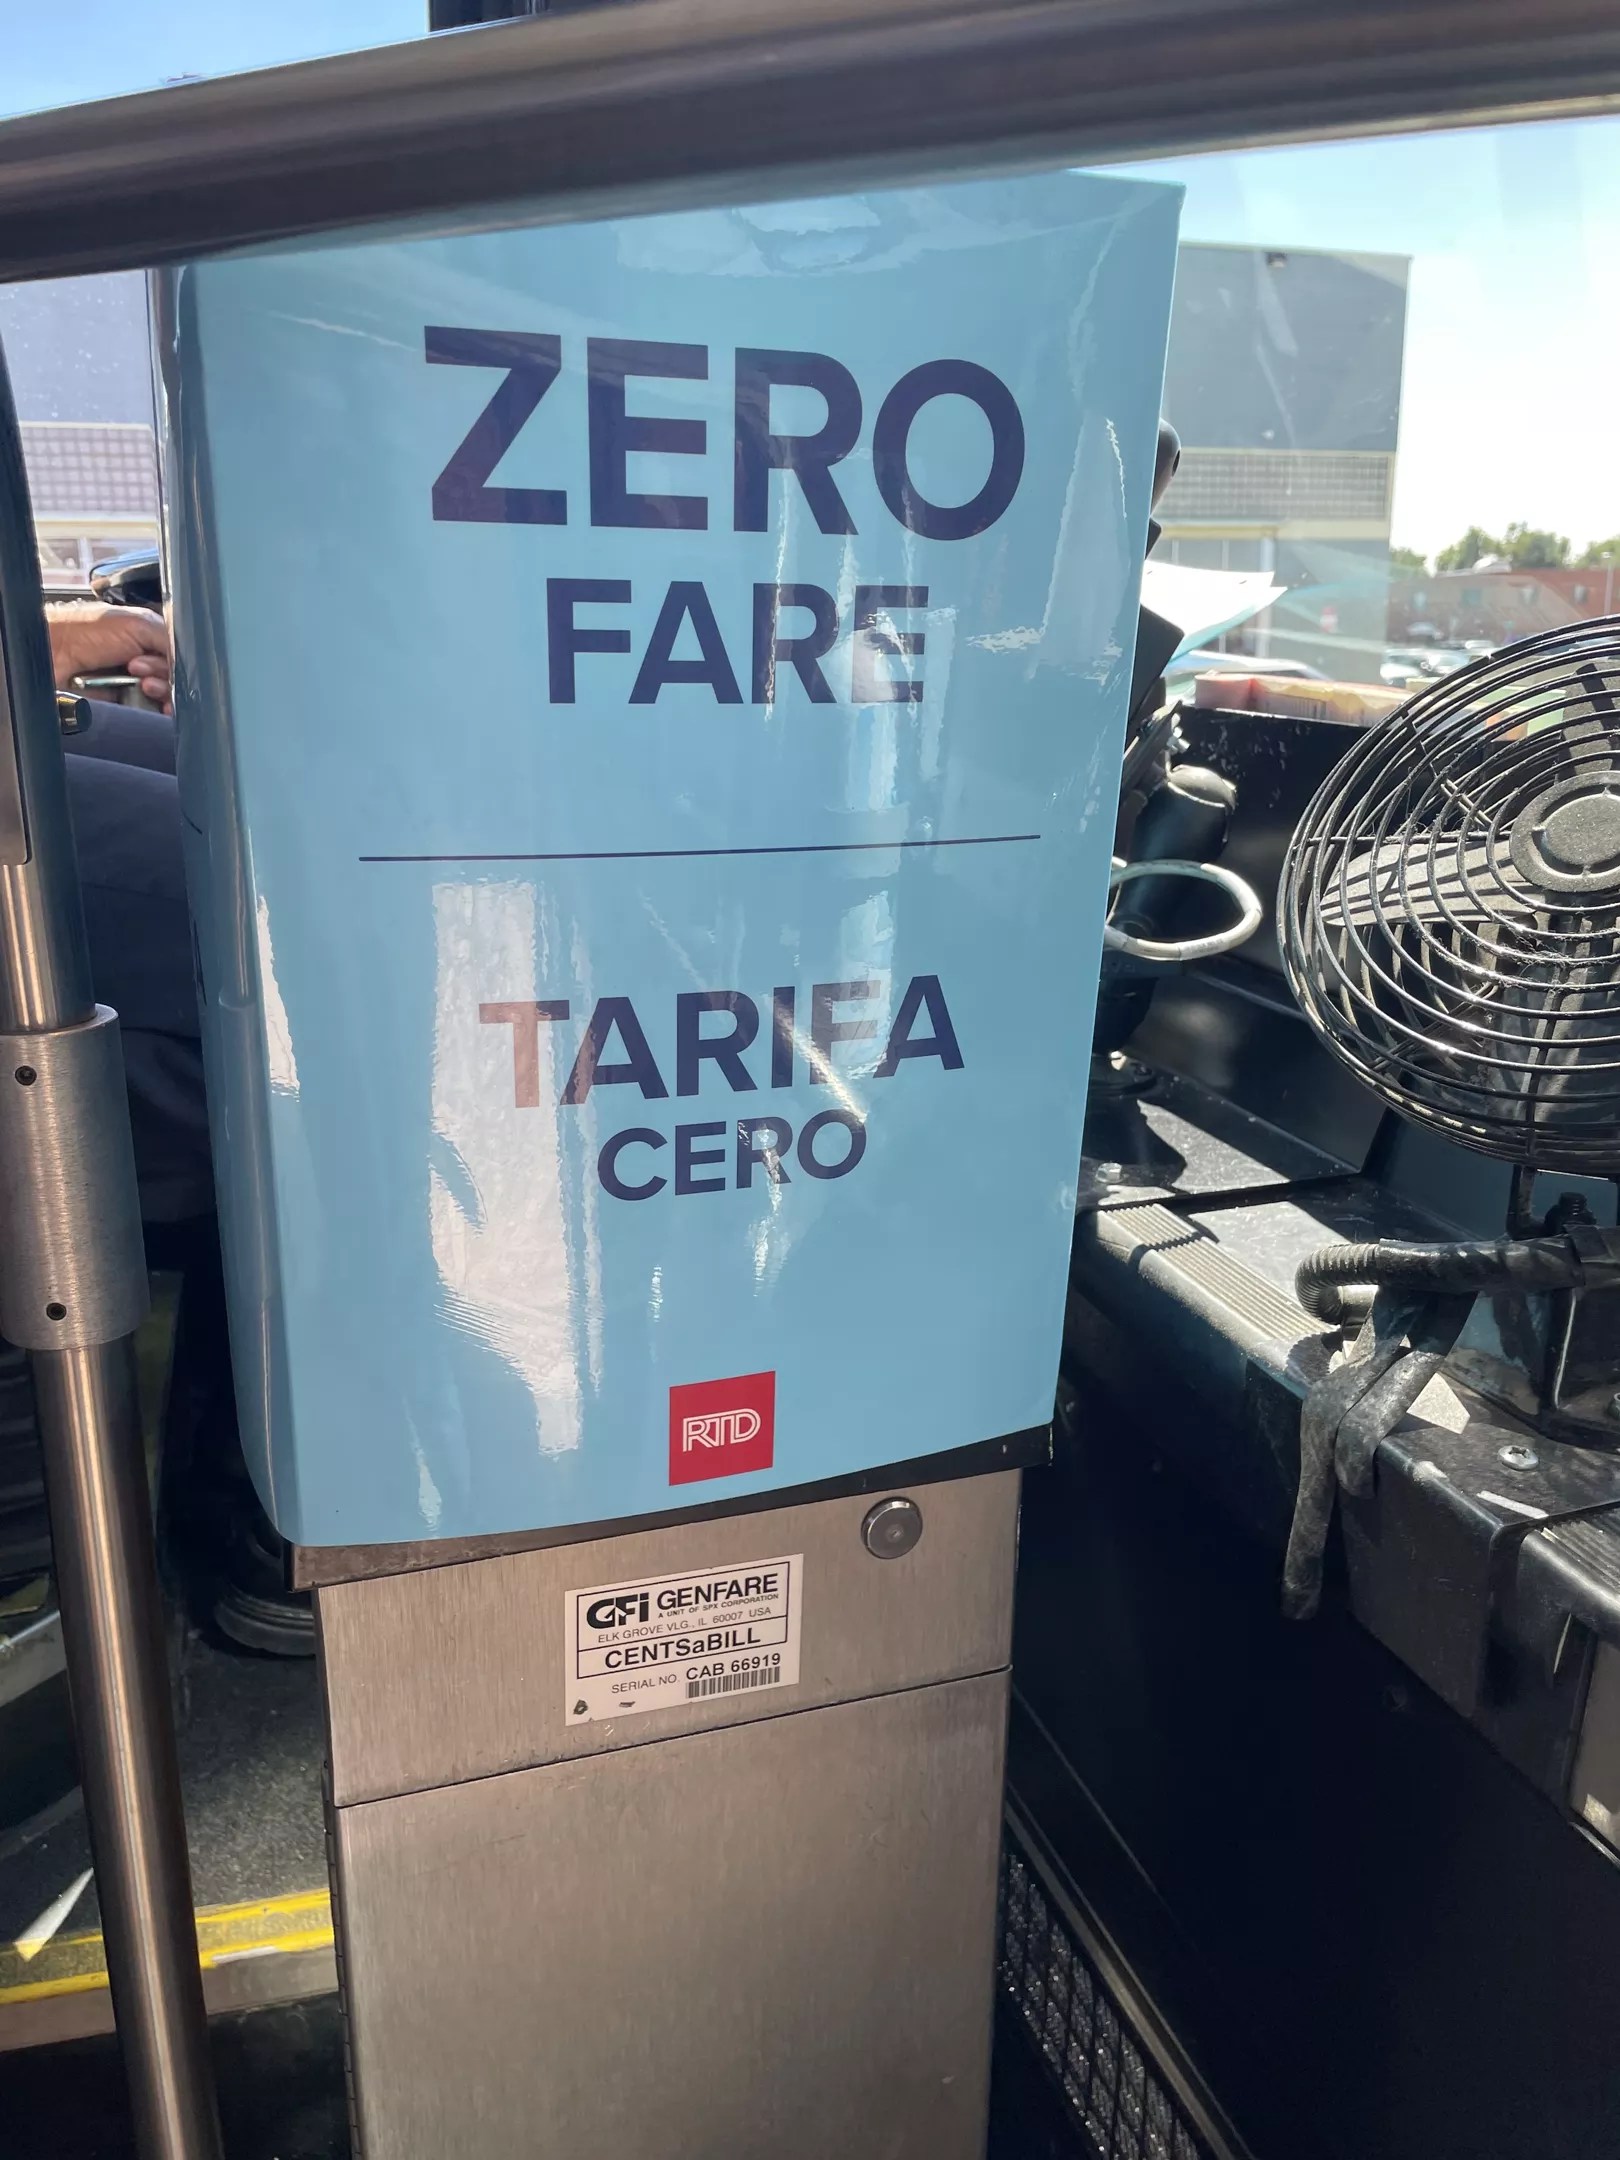 ZERO
FARE
TARIFA
CERO
RTD
GFi GENFARE
A UNIT OF SPX CORPORATION
ELK GROVE VLG., IL 60007 USA
CENTSaBILL
SERIAL NO. CAB 66919